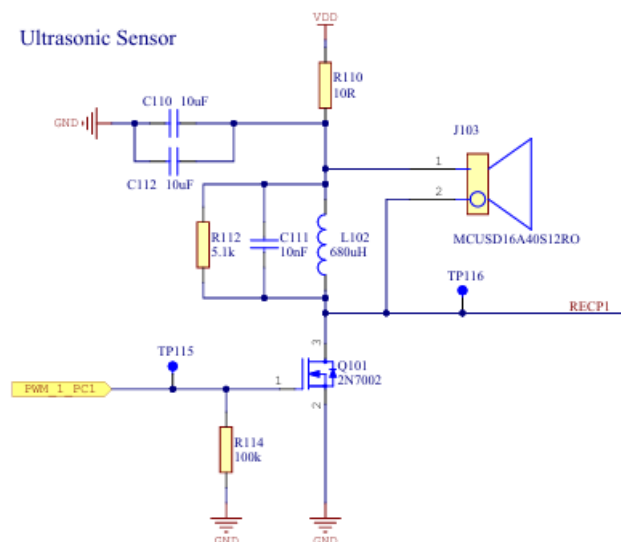 VDD
Ultrasonic Sensor
R110
10R
C110 10uF
GND
C112 10uF
J103
1
2
MCUSD16A40S12RO
R112
5.1k
C111
10nF
L102
680uH
TP116
RECP1
3
TP115
Q101
2N7002
PWM_1_PC1
1
2
R114
100k
GND
GND